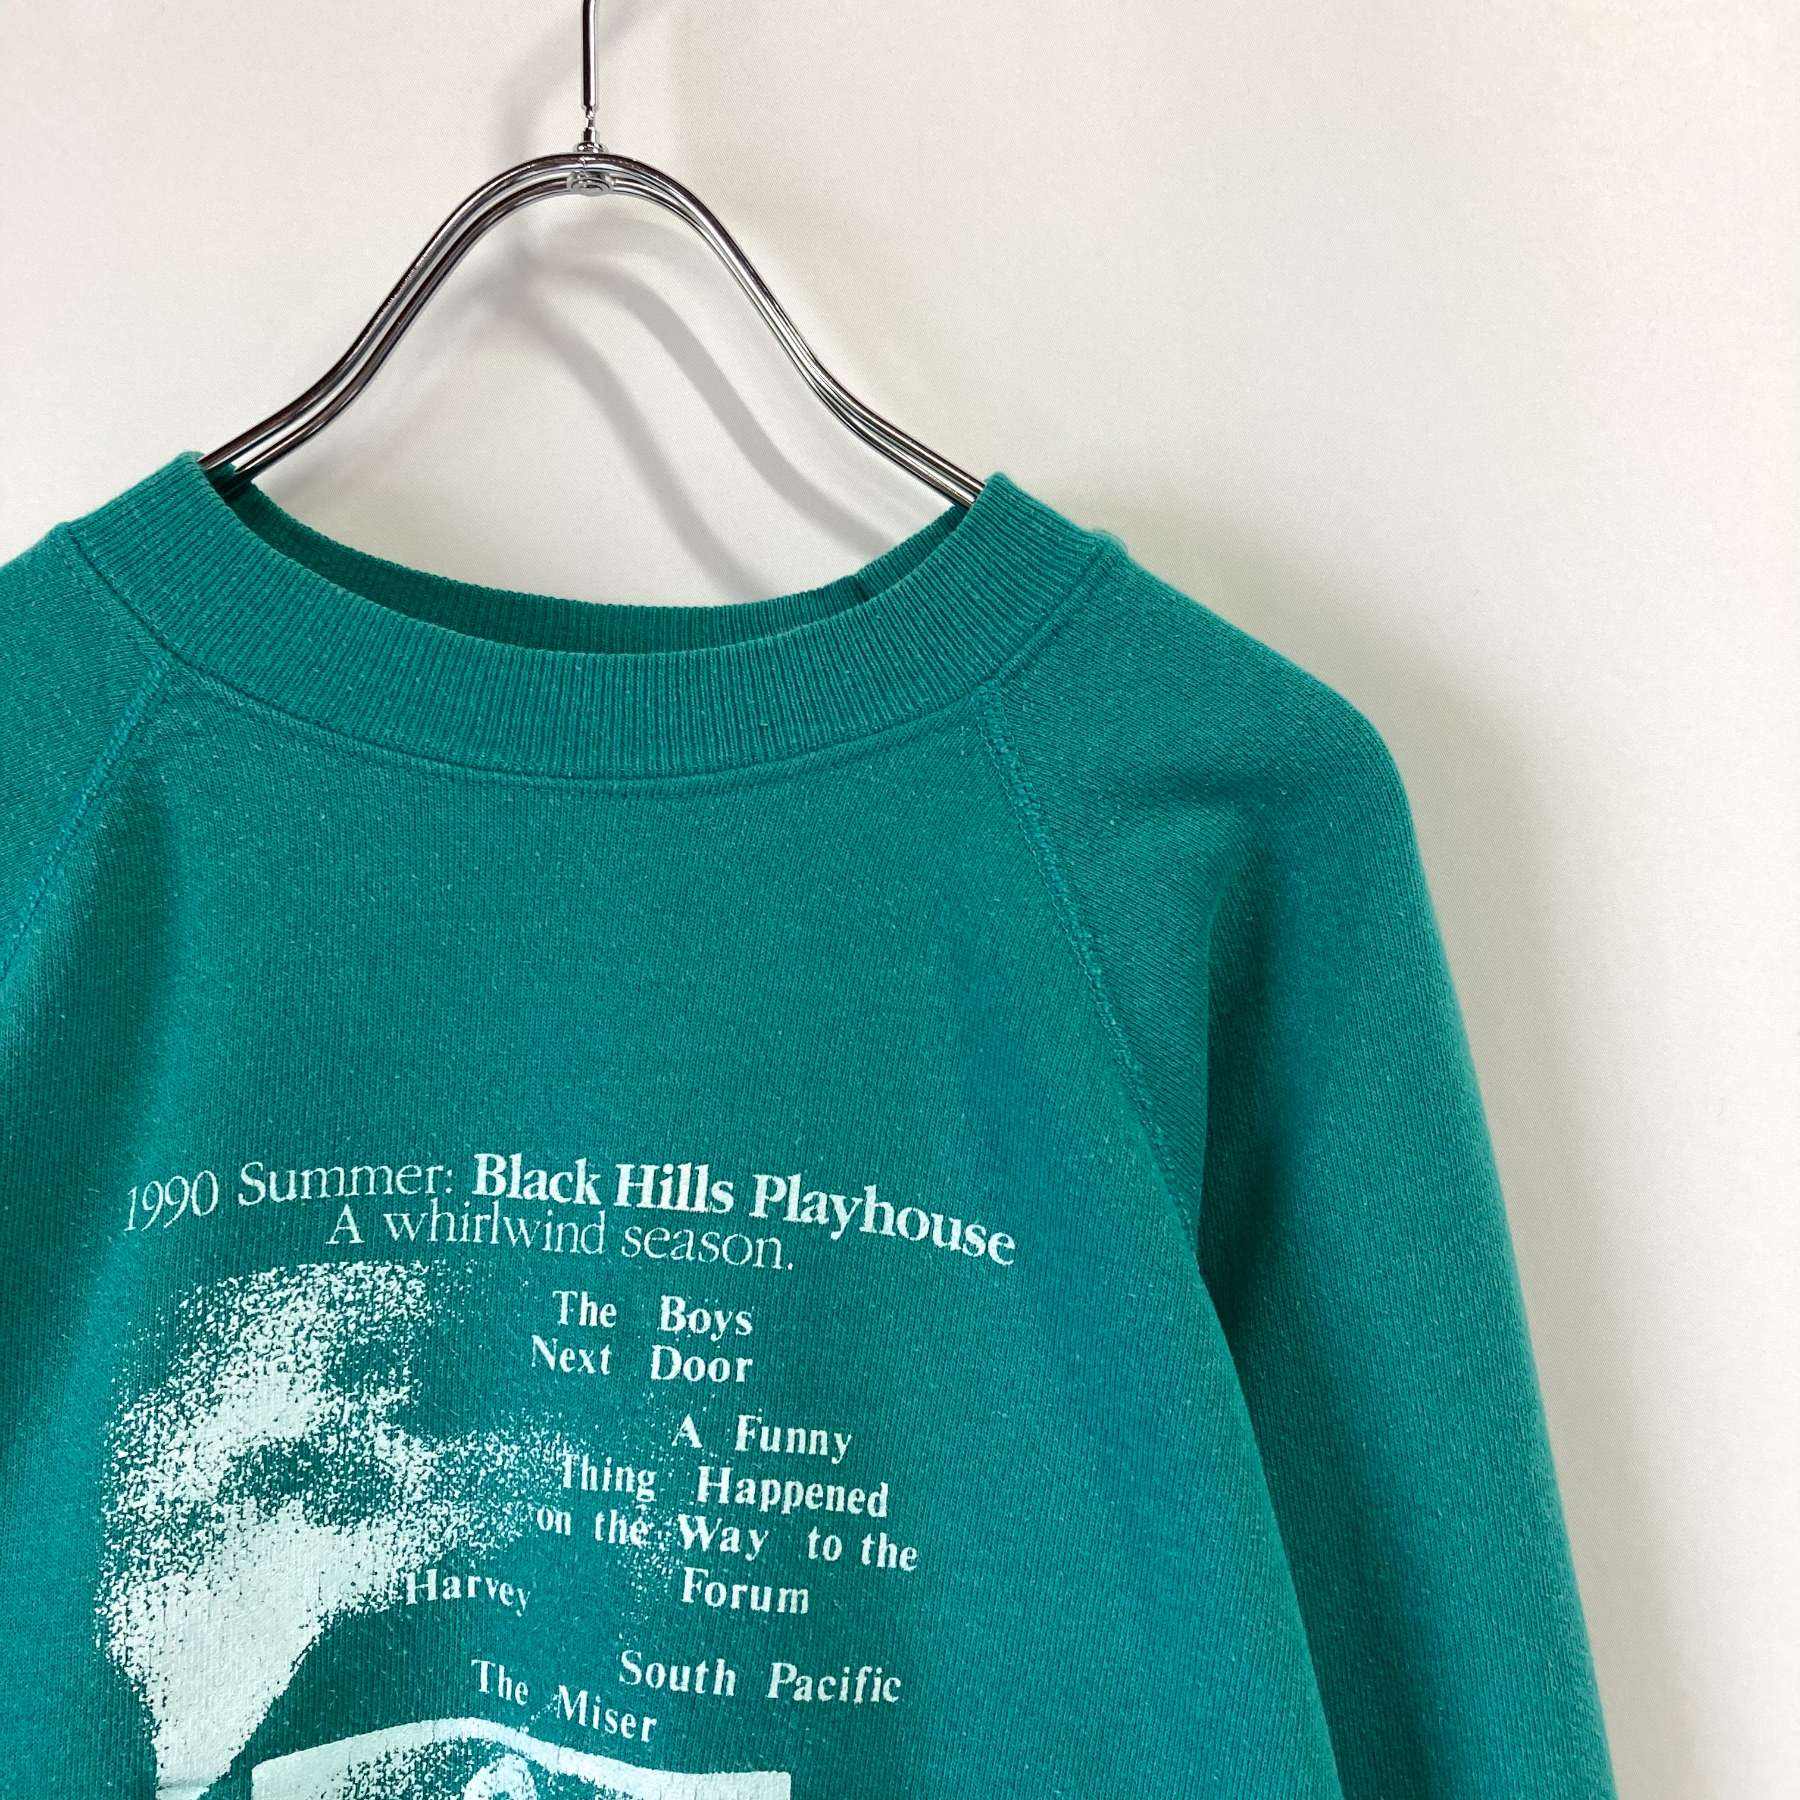 1990 Summer: Black Hills Playhouse
A whirlwind season.
The Boys
Next Door
A Funny
Thing Happened
on the Way to the
Forum
Harvey
South Pacific
The Miser